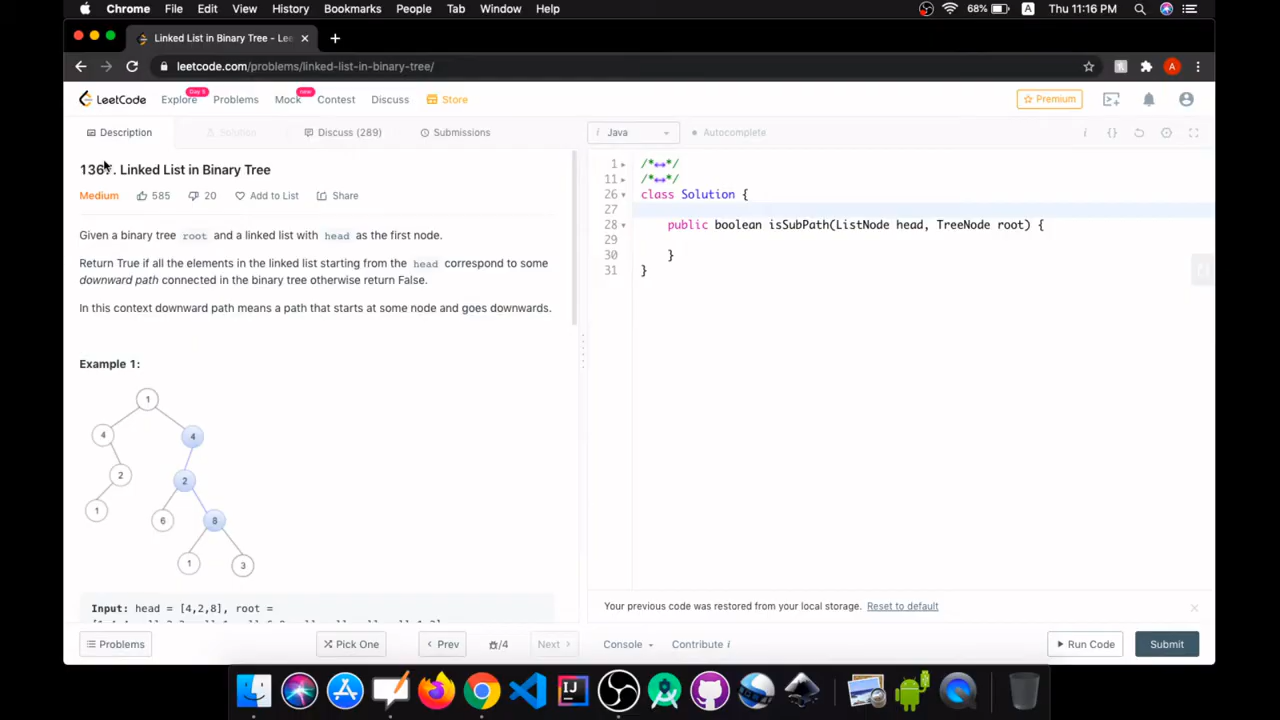 Chrome File Edit View History Bookmarks People Tab Window Help 68% A Thu 11:16 PM
Linked List in Binary Tree - Lee
leetcode.com/problems/linked-list-in-binary-tree/ A
LeetCode Explore Day 5 Problems Mock new Contest Discuss Store Premium
Description Solution Discuss (289) Submissions
i Java Autocomplete i {}
1367. Linked List in Binary Tree
Medium 585 20 Add to List Share
Given a binary tree root and a linked list with head as the first node.
Return True if all the elements in the linked list starting from the head correspond to some
downward path connected in the binary tree otherwise return False.
In this context downward path means a path that starts at some node and goes downwards.
Example 1:
1
4 4
2 2
1 6 8
1 3
Input: head = [4,2,8], root =
1 /*↔*/
11 /*↔*/
26 class Solution {
27
28 public boolean isSubPath(ListNode head, TreeNode root) {
29
30 }
31 }
Your previous code was restored from your local storage. Reset to default
Problems Pick One Prev /4 Next Console Contribute i Run Code Submit